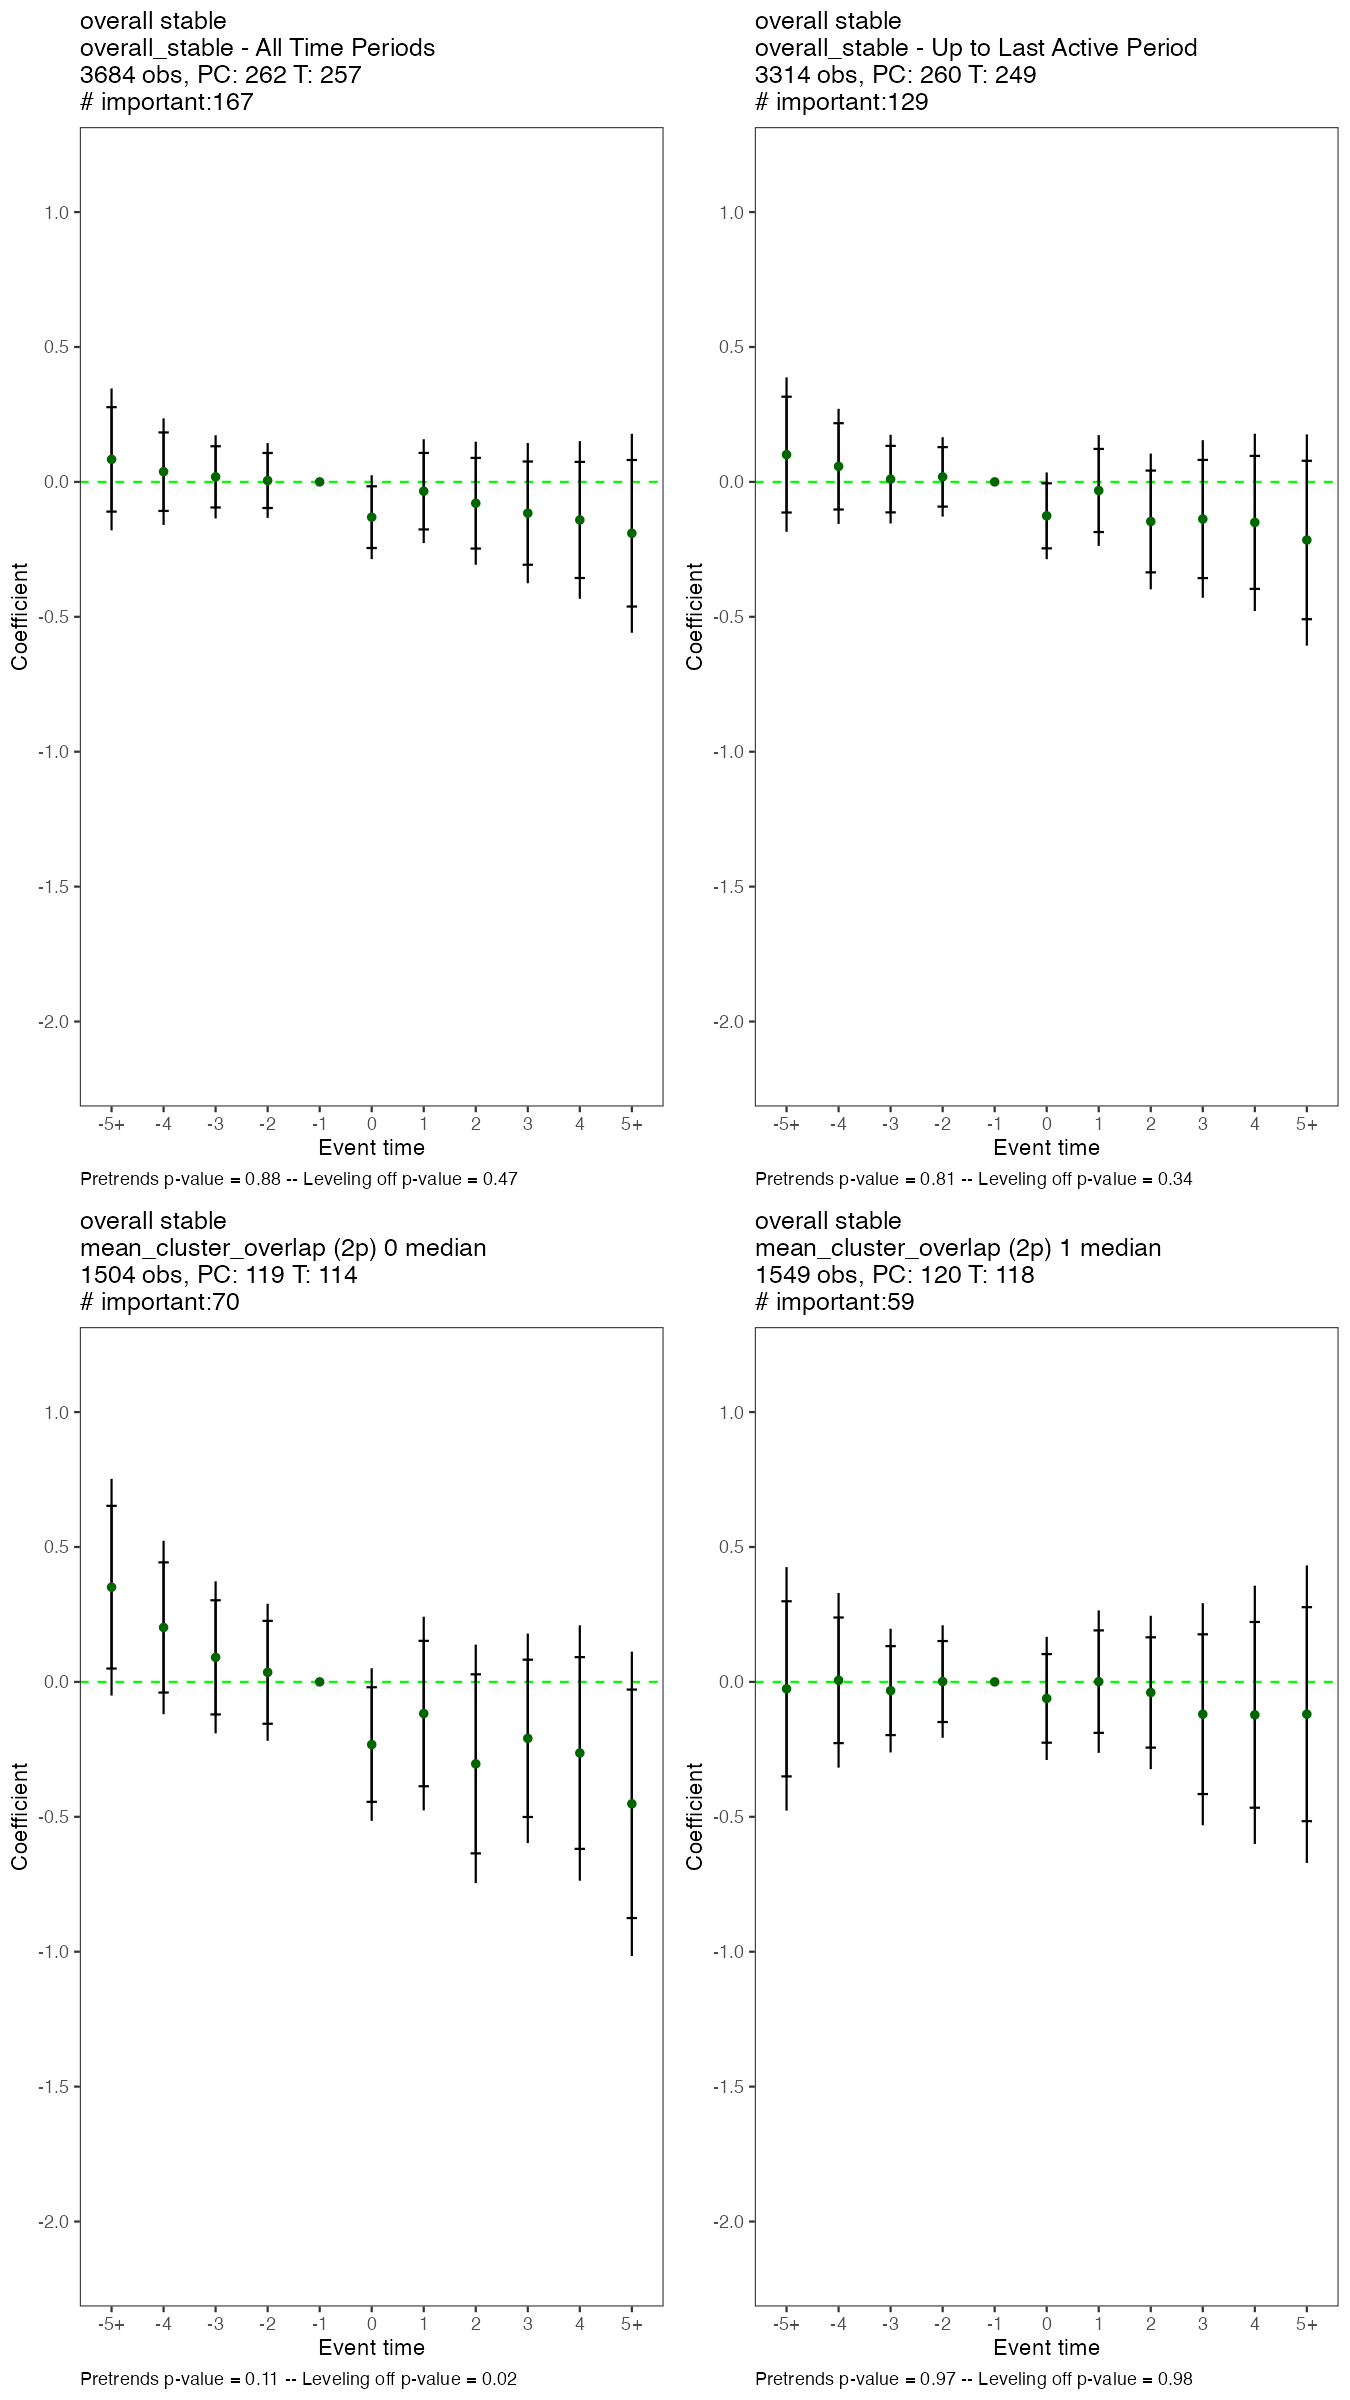 overall stable
overall_stable - All Time Periods
3684 obs, PC: 262 T: 257
# important:167
1.0
0.5
0.0
-0.5
-1.0
-1.5
-2.0
Coefficient
-5+ -4 -3 -2 -1 0 1 2 3 4 5+
Event time
Pretrends p-value = 0.88 -- Leveling off p-value = 0.47
overall stable
overall_stable - Up to Last Active Period
3314 obs, PC: 260 T: 249
# important:129
1.0
0.5
0.0
-0.5
-1.0
-1.5
-2.0
Coefficient
-5+ -4 -3 -2 -1 0 1 2 3 4 5+
Event time
Pretrends p-value = 0.81 -- Leveling off p-value = 0.34
overall stable
mean_cluster_overlap (2p) 0 median
1504 obs, PC: 119 T: 114
# important:70
1.0
0.5
0.0
-0.5
-1.0
-1.5
-2.0
Coefficient
-5+ -4 -3 -2 -1 0 1 2 3 4 5+
Event time
Pretrends p-value = 0.11 -- Leveling off p-value = 0.02
overall stable
mean_cluster_overlap (2p) 1 median
1549 obs, PC: 120 T: 118
# important:59
1.0
0.5
0.0
-0.5
-1.0
-1.5
-2.0
Coefficient
-5+ -4 -3 -2 -1 0 1 2 3 4 5+
Event time
Pretrends p-value = 0.97 -- Leveling off p-value = 0.98